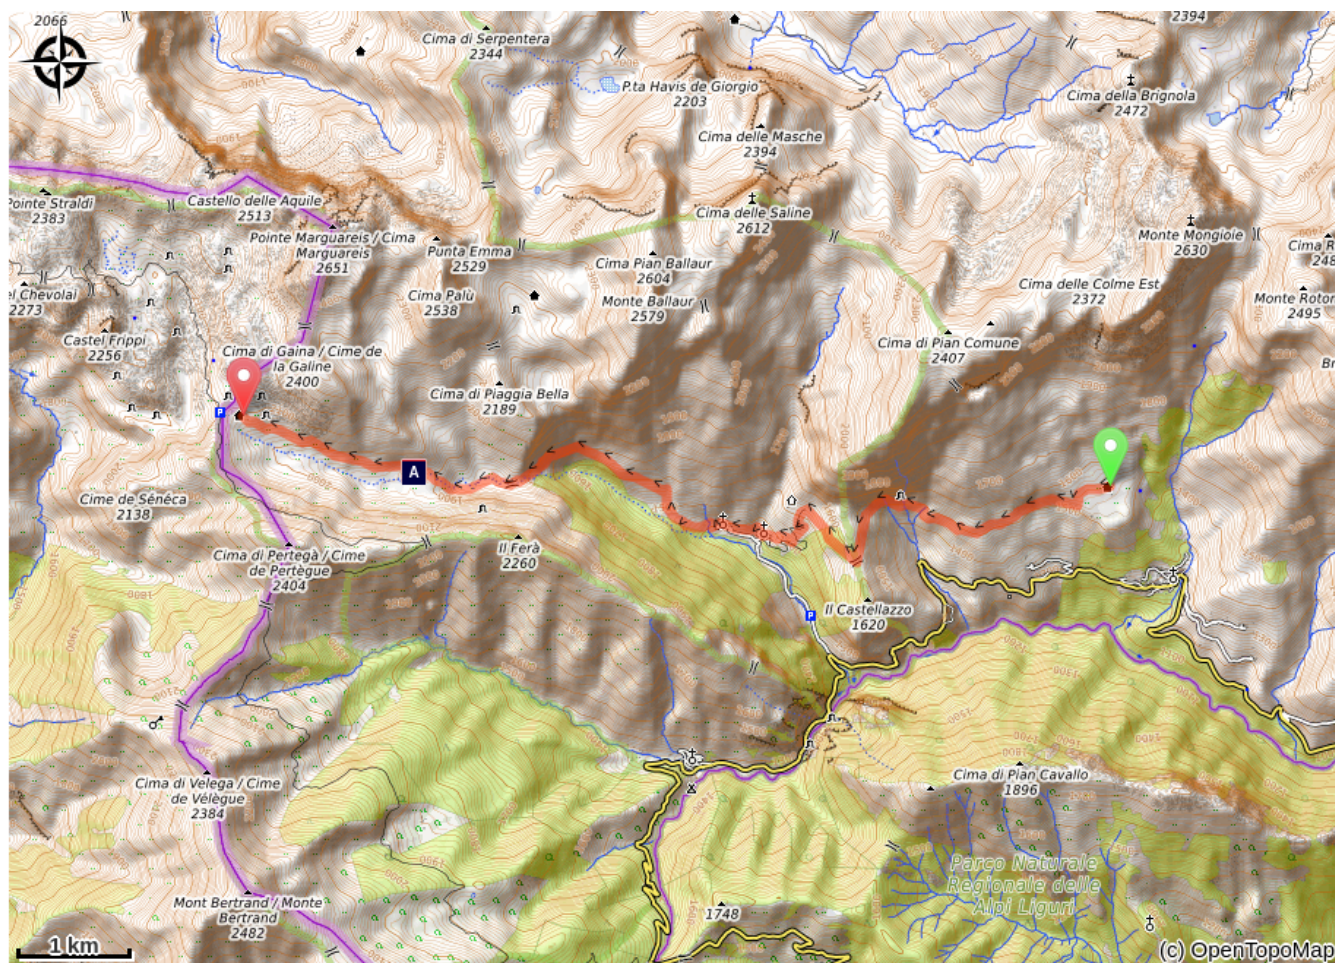 2066
Cima di Serpentera
2344
2394
P.ta Havis de Giorgio
2203
Cima della Brignola
2472
Cima delle Masche
2394
Pointe Straldi
2383
Castello delle Aquile
2513
Cima delle Saline
2612
Pointe Marguareis / Cima
Marguareis
2651
Punta Emma
2529
Monte Mongioie
2630
Cima Pian Ballaur
2604
Cima delle Colme Est
2372
Cima Palù
2538
Monte Ballaur
2579
2273
Castel Frippi
2256
Cima di Pian Comune
2407
2495
Cima di Gaina / Cime de
la Galine
2400
Cima di Piaggia Bella
2189
P
A
Cime de Sénéca
2138
Cima di Pertegà / Cime
de Pertègue
2404
Il Ferà
2260
P
Il Castellazzo
1620
Cima di Velega / Cime
de Vélègue
2384
Cima di Pian Cavallo
1896
Parco Naturale
Regionale delle
Alpi Liguri
Mont Bertrand / Monte
Bertrand
2482
1748
1 km
(c) OpenTopoMap